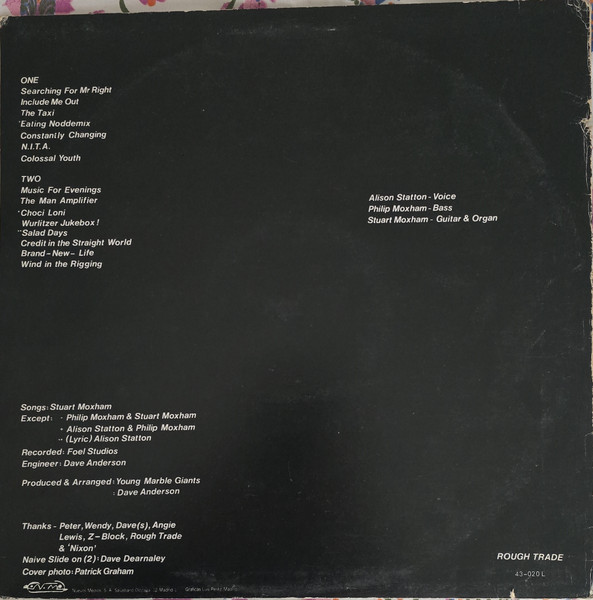 ONE
Searching For Mr Right
Include Me Out
The Taxi
·Eating Noddemix
Constantly Changing
N.I.T.A.
Colossal Youth
TWO
Music For Evenings
The Man Amplifier
·Choci Loni
Wurlitzer Jukebox!
··Salad Days
Credit in the Straight World
Brand-New-Life
Wind in the Rigging
Alison Statton - Voice
Philip Moxham - Bass
Stuart Moxham - Guitar & Organ
Songs: Stuart Moxham
Except: · Philip Moxham & Stuart Moxham
+ Alison Statton & Philip Moxham
·· (Lyric) Alison Statton
Recorded: Foel Studios
Engineer: Dave Anderson
Produced & Arranged: Young Marble Giants
: Dave Anderson
Thanks - Peter, Wendy, Dave(s), Angie
Lewis, Z-Block, Rough Trade
& 'Nixon'
Naive Slide on (2): Dave Dearnaley
Cover photo: Patrick Graham
ROUGH TRADE
43-020 L